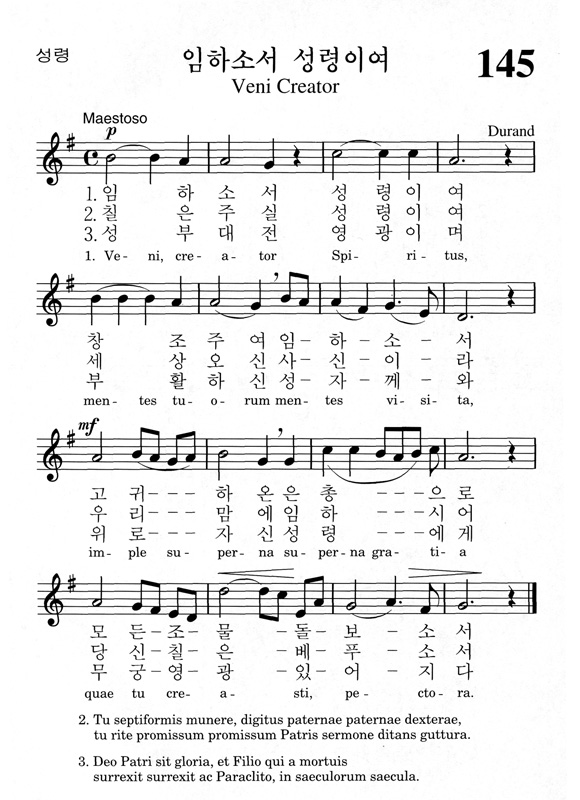 성령
임하소서 성령이여
145
Veni Creator
Maestoso
p
Durand
1. 임 하 소 서 성 령 이 여
2. 칠 은 주 실 성 령 이 여
3. 성 부 대 전 영 광 이 며
1. Ve - ni, cre - a - tor Spi - ri - tus,
창 조 주 여 임 - 하 - 소 - 서
세 상 오 신 사 - 신 - 이 - 라
부 활 하 신 성 - 자 - 께 - 와
men - tes tu - o - rum men - tes vi - si - ta,
mf
고 귀 - - - 하 온 은 총 - - - 으 로
우 리 - - - 맘 에 임 하 - - - 시 어
위 로 - - - 자 신 성 령 - - - 에 게
im - ple su - per - na su - per - na gra - ti - a
모 든 - 조 - 물 - 돌 - 보 - 소 서
당 신 - 칠 - 은 - 베 - 푸 - 소 서
무 궁 - 영 - 광 - 있 - 어 - 지 다
quae tu cre - a - sti, pe - cto - ra.
2. Tu septiformis munere, digitus paternae paternae dexterae,
tu rite promissum promissum Patris sermone ditans guttura.
3. Deo Patri sit gloria, et Filio qui a mortuis
surrexit surrexit ac Paraclito, in saeculorum saecula.